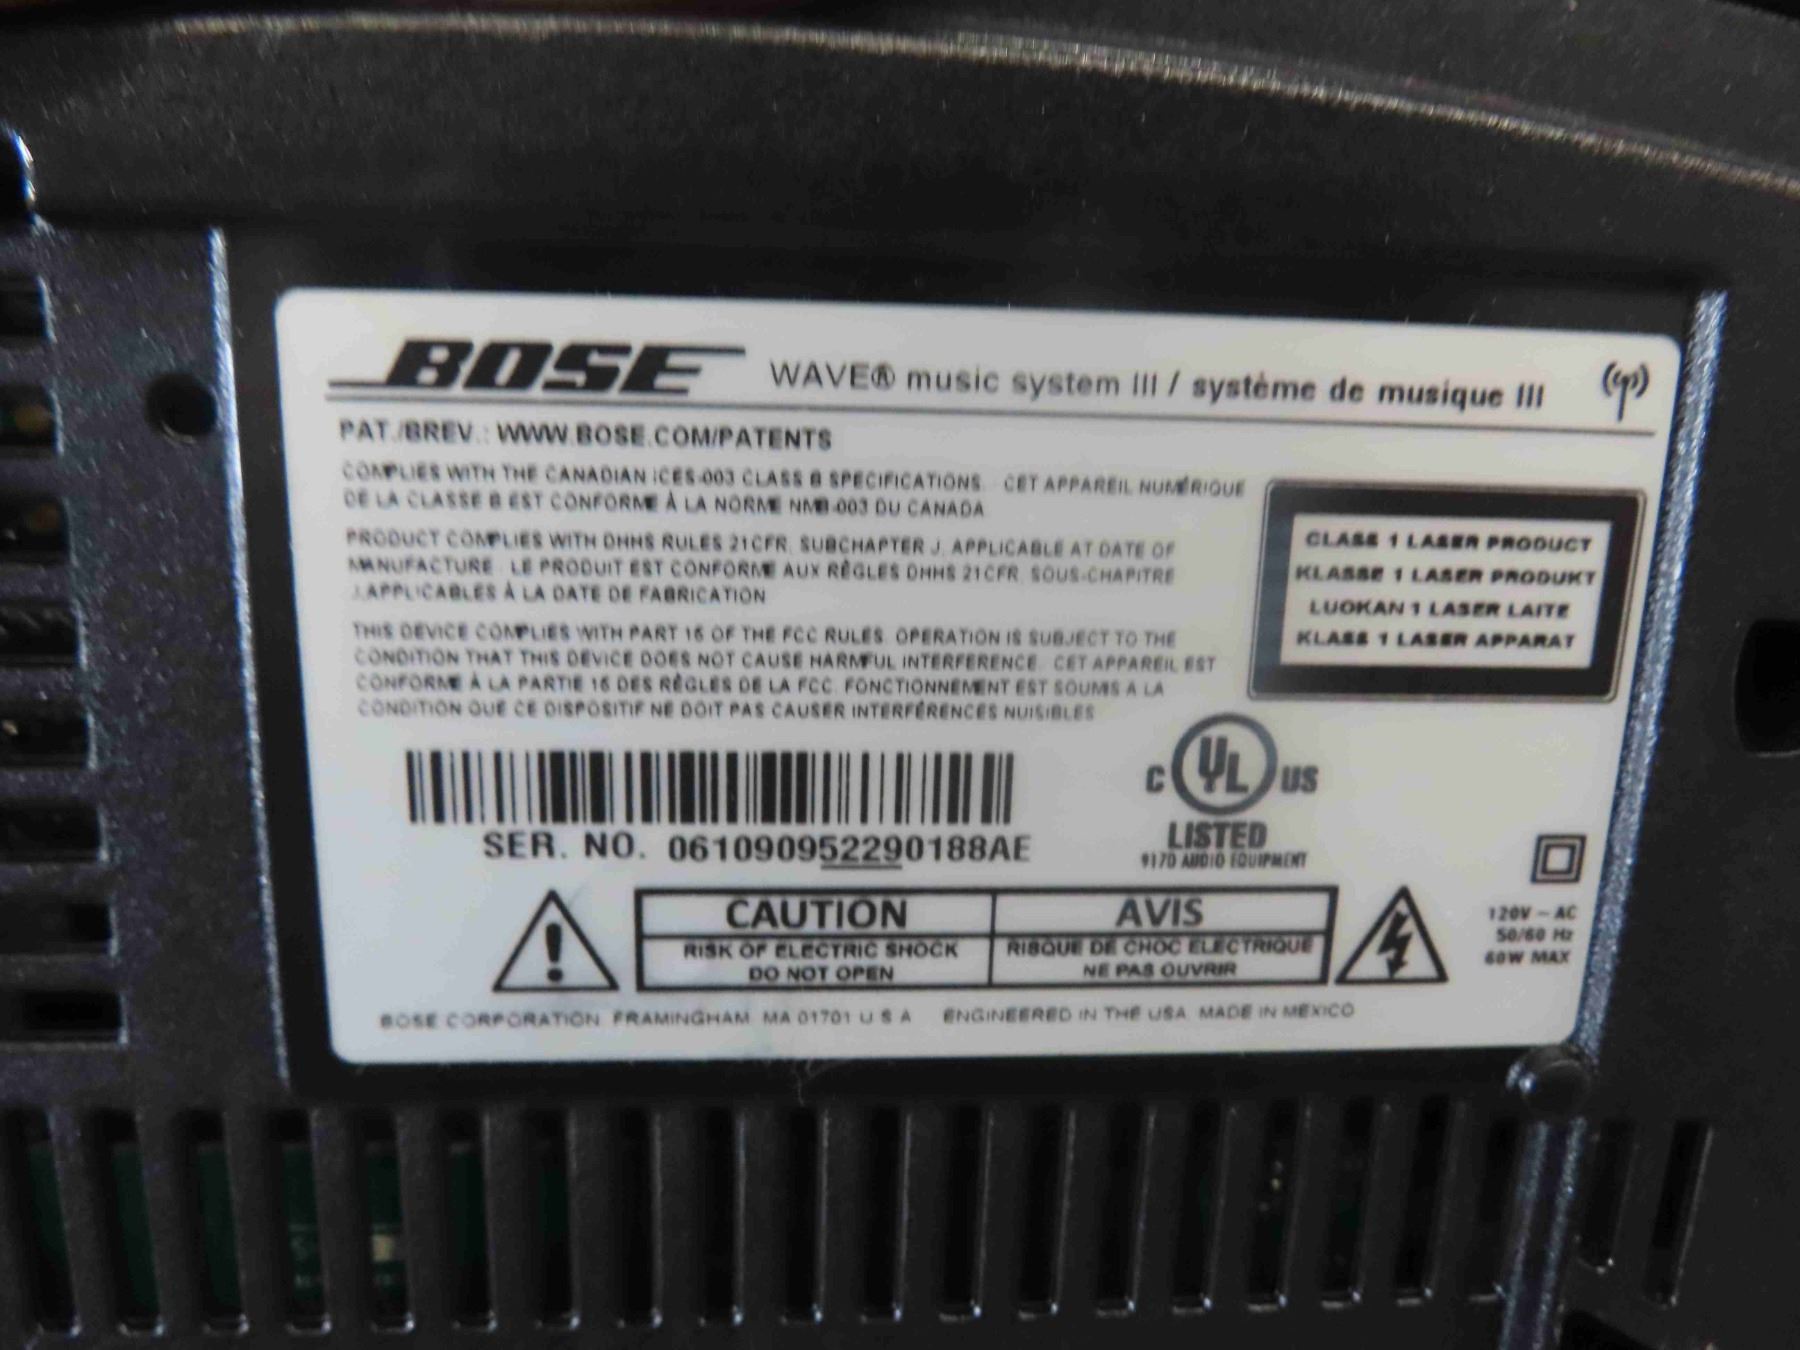 BOSE WAVE® music system III / système de musique III
PAT./BREV.: WWW.BOSE.COM/PATENTS
COMPLIES WITH THE CANADIAN ICES-003 CLASS B SPECIFICATIONS. CET APPAREIL NUMÉRIQUE
DE LA CLASSE B EST CONFORME À LA NORME NMB-003 DU CANADA
PRODUCT COMPLIES WITH DHHS RULES 21CFR, SUBCHAPTER J, APPLICABLE AT DATE OF
MANUFACTURE. LE PRODUIT EST CONFORME AUX RÈGLES DHHS 21CFR, SOUS-CHAPITRE
J,APPLICABLES À LA DATE DE FABRICATION
THIS DEVICE COMPLIES WITH PART 15 OF THE FCC RULES. OPERATION IS SUBJECT TO THE
CONDITION THAT THIS DEVICE DOES NOT CAUSE HARMFUL INTERFERENCE. CET APPAREIL EST
CONFORME À LA PARTIE 15 DES RÈGLES DE LA FCC. FONCTIONNEMENT EST SOUMIS A LA
CONDITION QUE CE DISPOSITIF NE DOIT PAS CAUSER INTERFÉRENCES NUISIBLES
CLASS 1 LASER PRODUCT
KLASSE 1 LASER PRODUKT
LUOKAN 1 LASER LAITE
KLASS 1 LASER APPARAT
SER. NO. 061090952290188AE
C UL US
LISTED
9170 AUDIO EQUIPMENT
CAUTION
RISK OF ELECTRIC SHOCK
DO NOT OPEN
AVIS
RISQUE DE CHOC ELECTRIQUE
NE PAS OUVRIR
120V ~ AC
50/60 Hz
60W MAX
BOSE CORPORATION, FRAMINGHAM, MA 01701 U S A ENGINEERED IN THE USA. MADE IN MEXICO